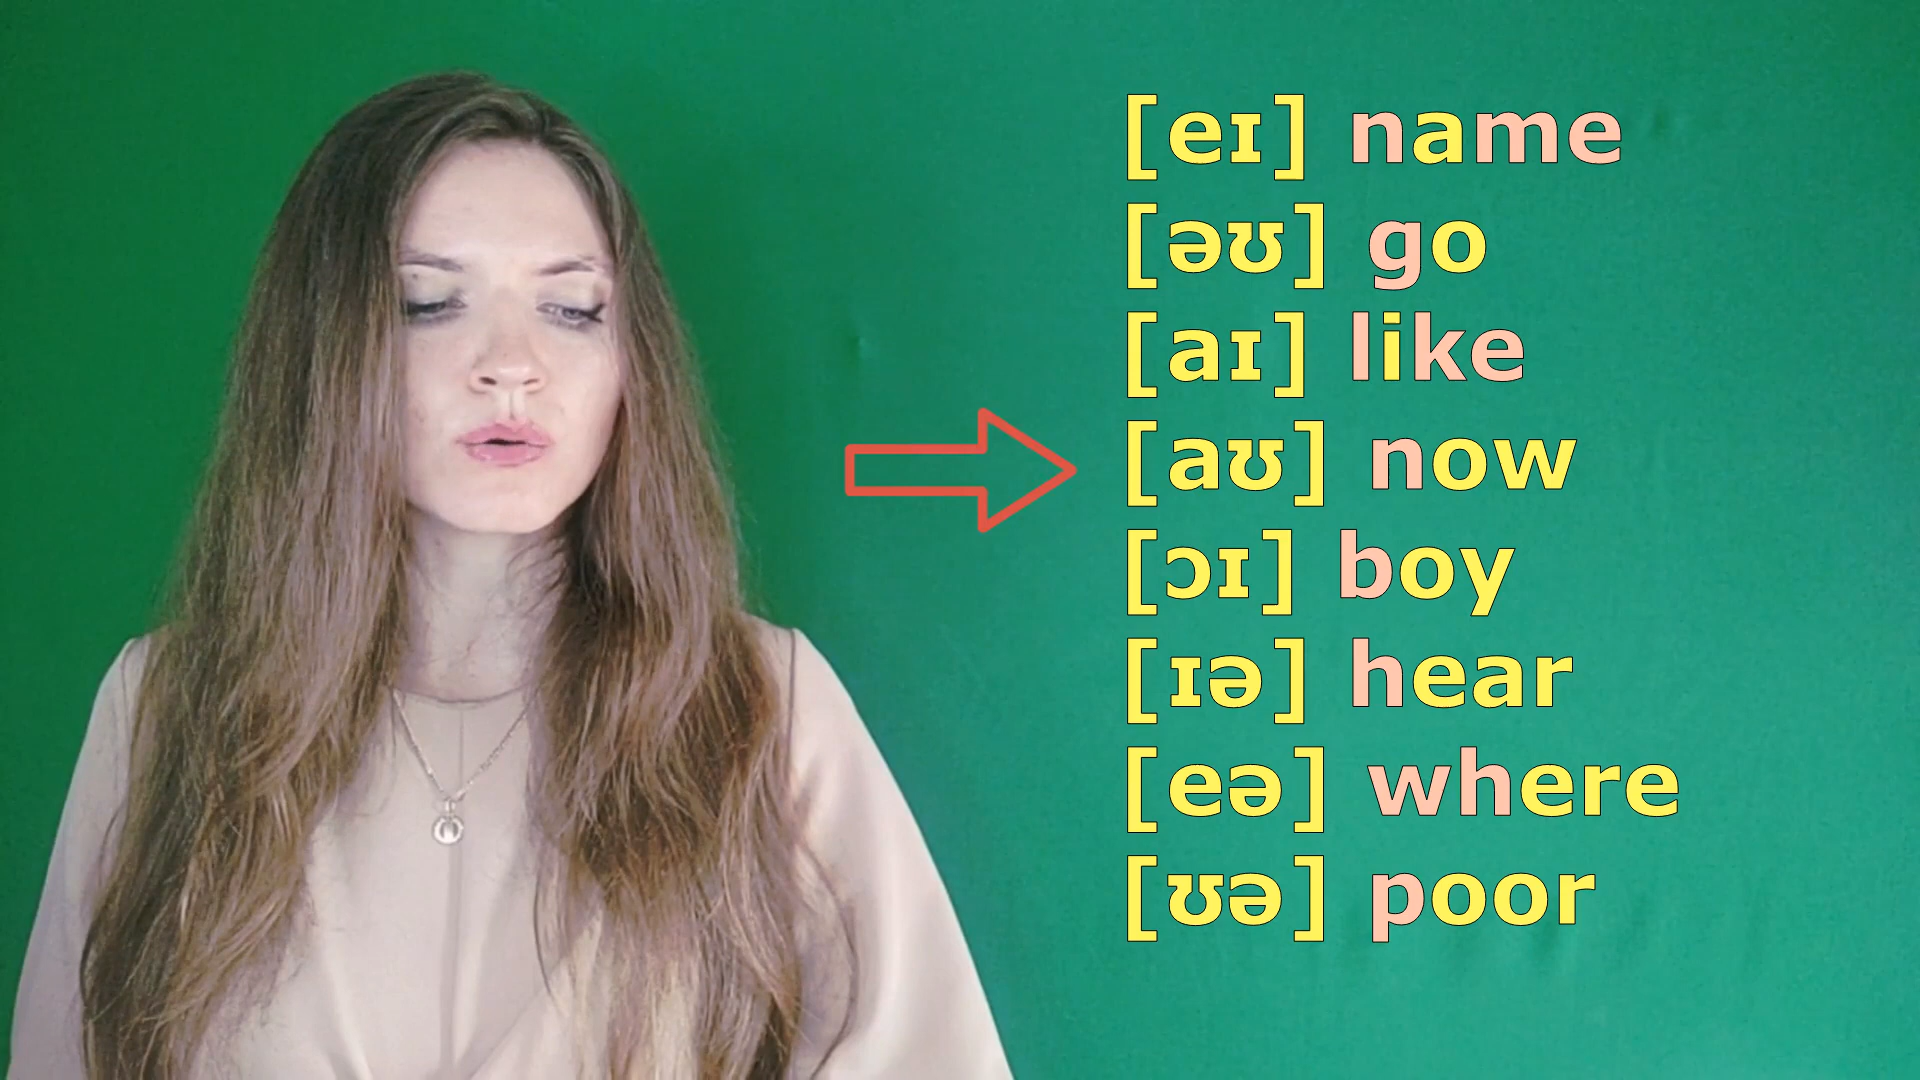 [eɪ] name
[əʊ] go
[aɪ] like
[aʊ] now
[ɔɪ] boy
[ɪə] hear
[eə] where
[ʊə] poor